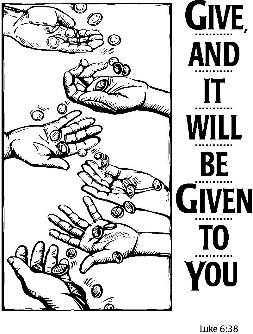 GIVE,
AND
IT
WILL
BE
GIVEN
TO
YOU
Luke 6:38